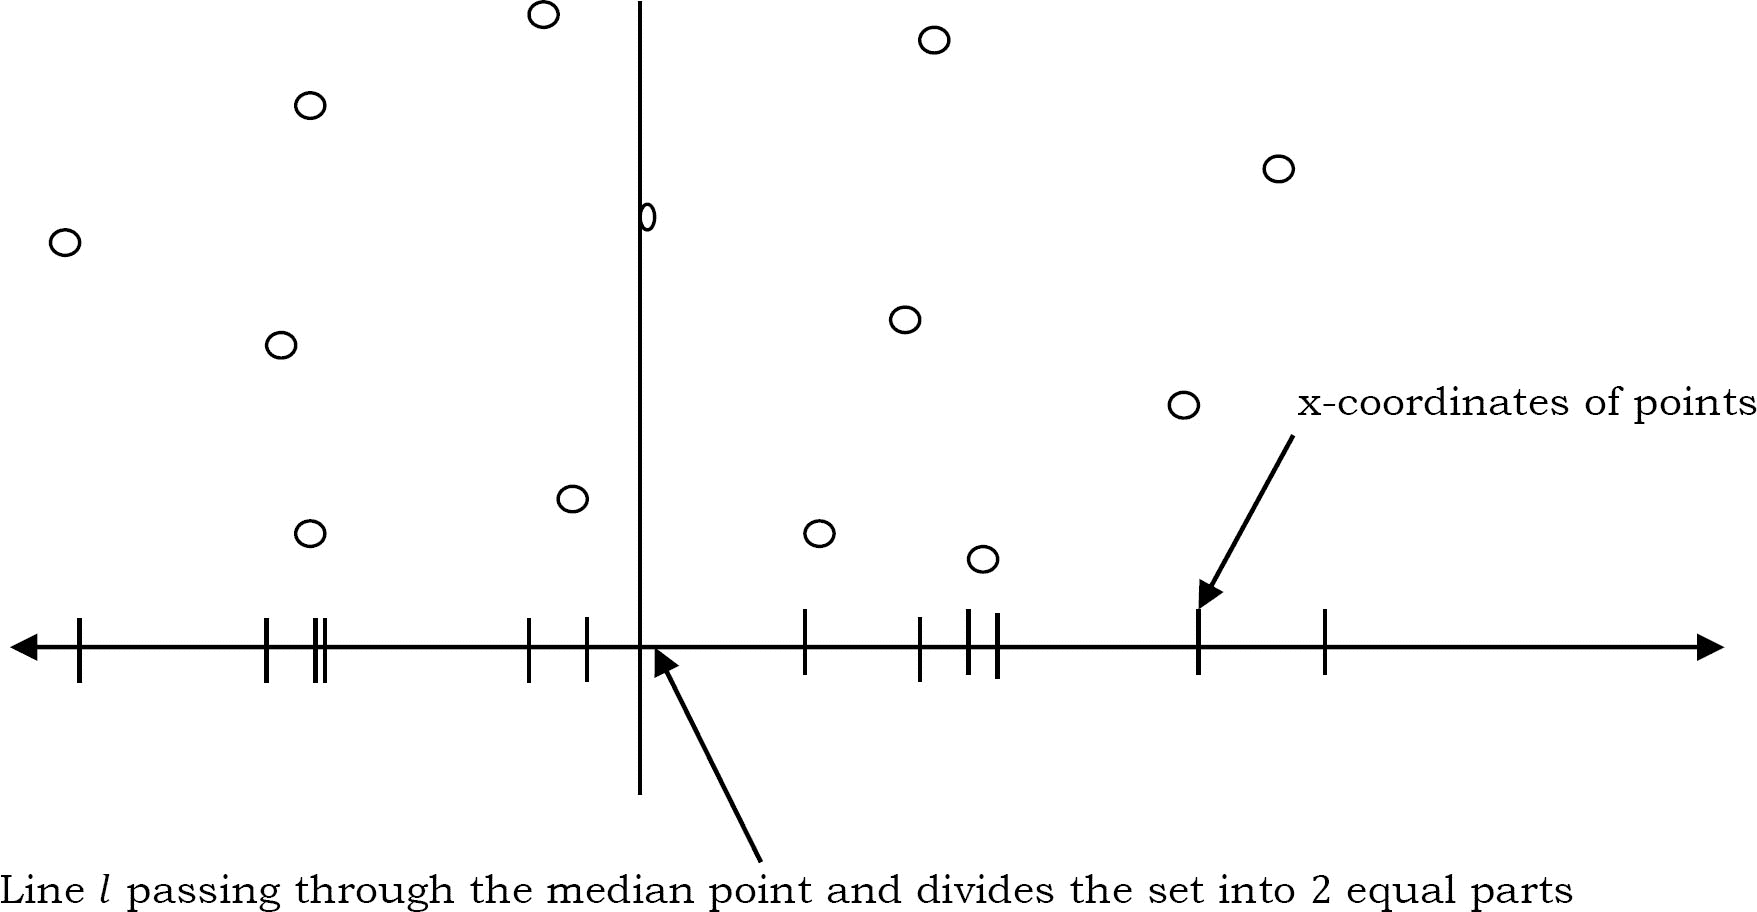 x-coordinates of points
Line l passing through the median point and divides the set into 2 equal parts